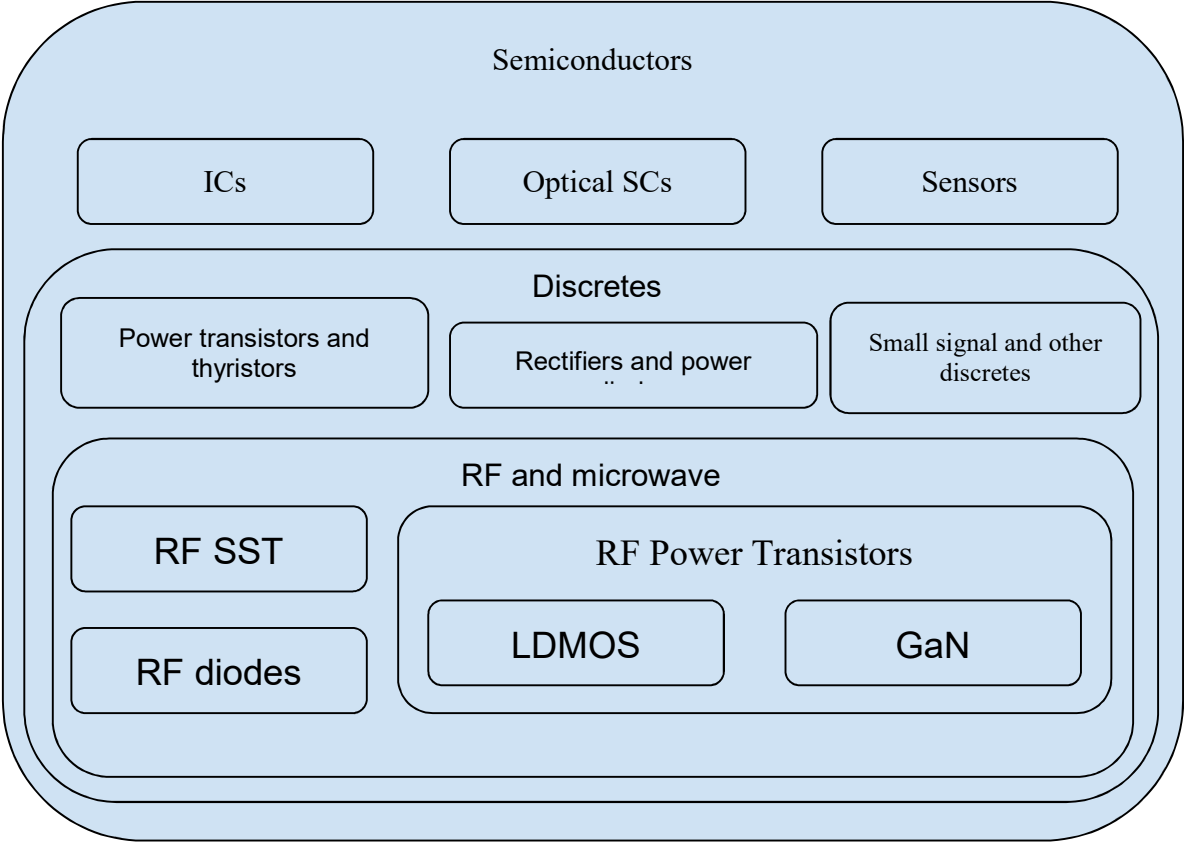 Semiconductors
ICs
Optical SCs
Sensors
Discretes
Power transistors and
thyristors
Rectifiers and power
Small signal and other
discretes
RF and microwave
RF SST
RF Power Transistors
LDMOS
GaN
RF diodes